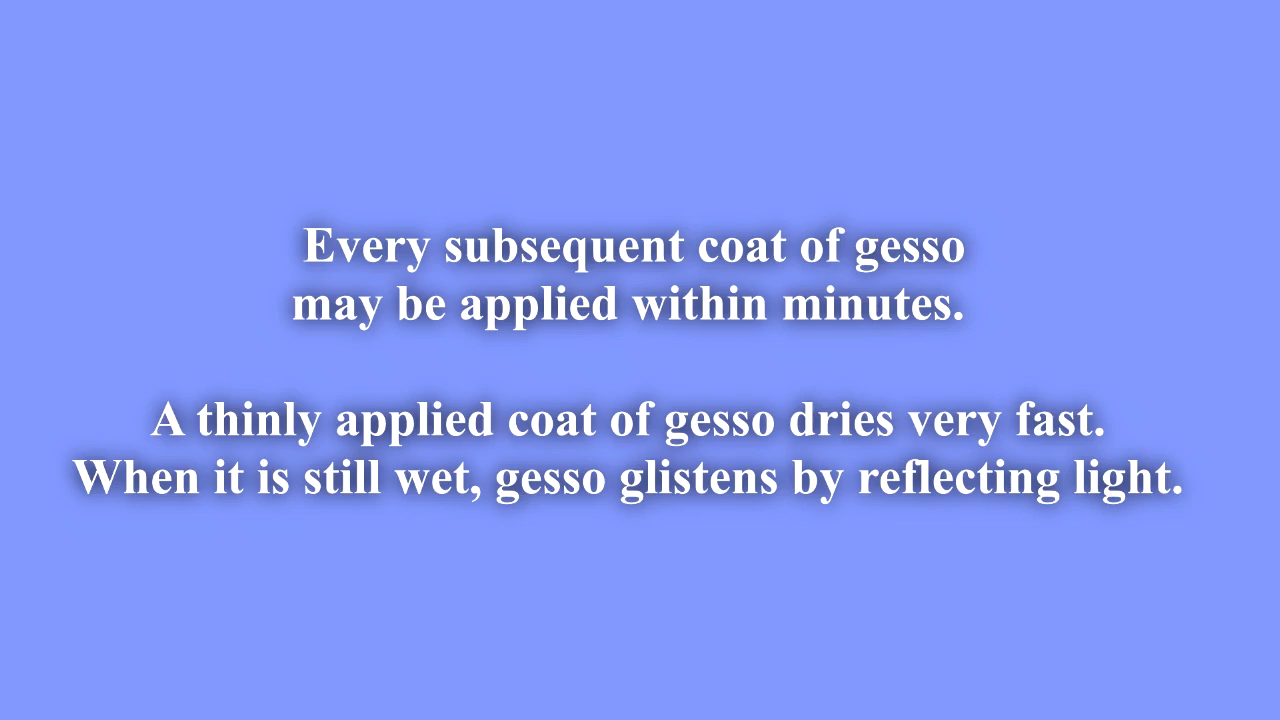 Every subsequent coat of gesso
may be applied within minutes.
A thinly applied coat of gesso dries very fast.
When it is still wet, gesso glistens by reflecting light.